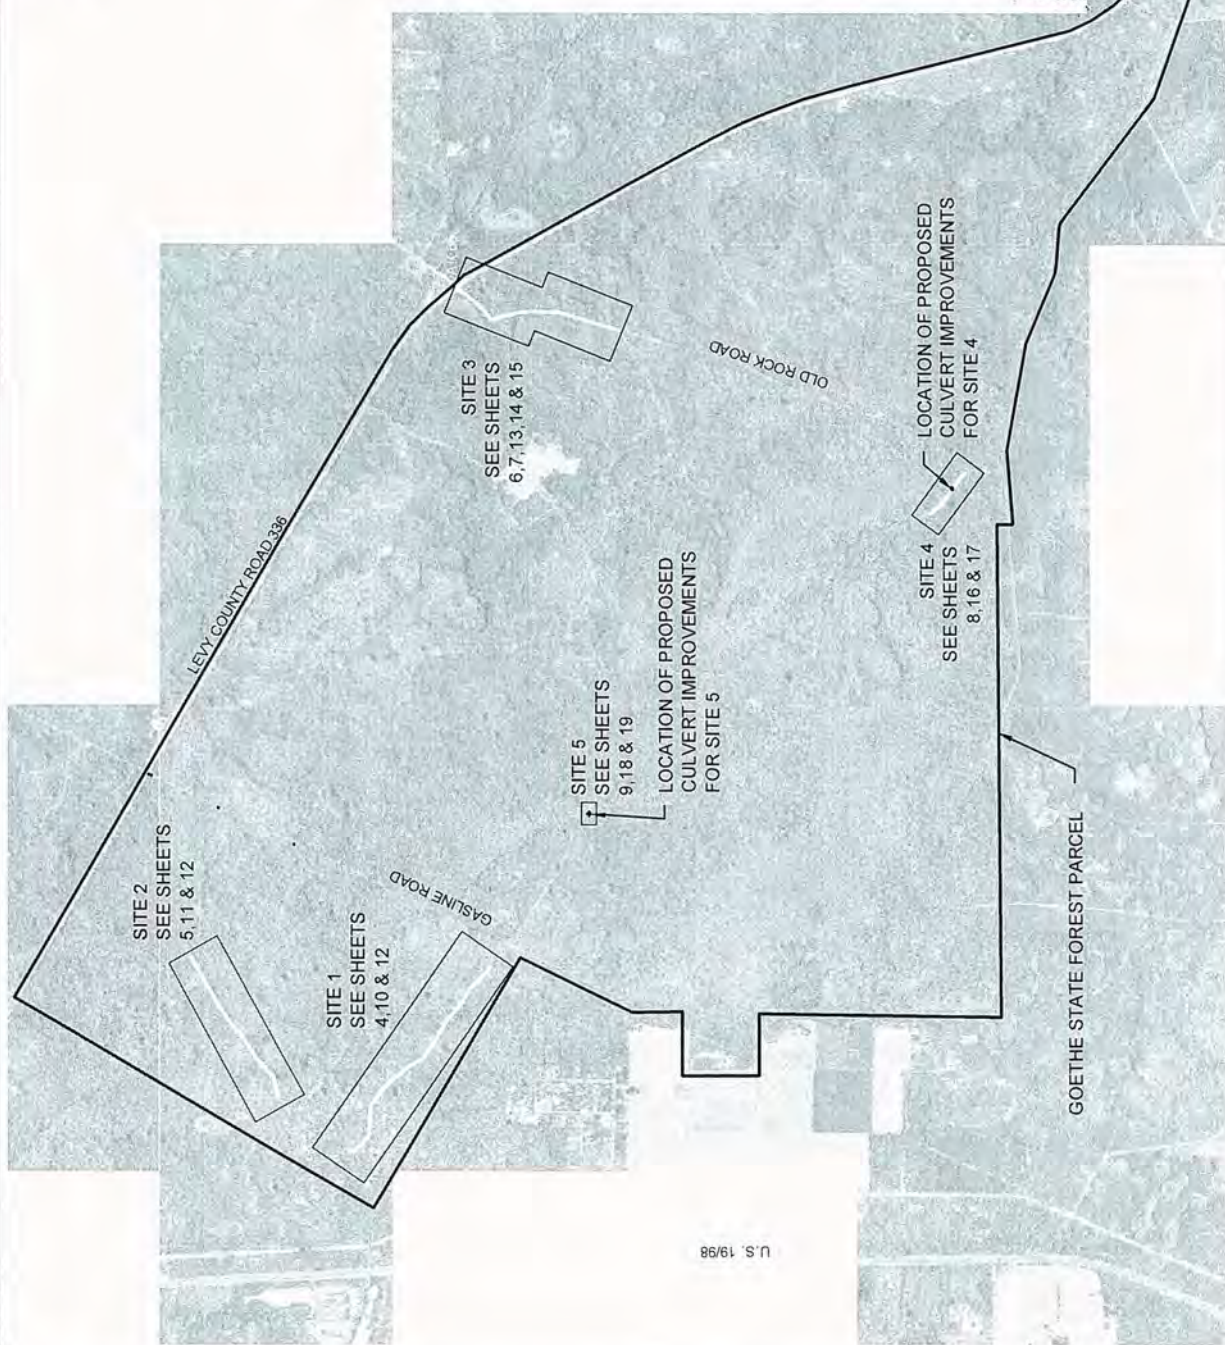 SITE 2
SEE SHEETS
5,11 & 12
SITE 1
SEE SHEETS
4,10 & 12
GASLINE ROAD
LEVY COUNTY ROAD 336
SITE 3
SEE SHEETS
6,7,13,14 & 15
OLD ROCK ROAD
SITE 5
SEE SHEETS
9,18 & 19
LOCATION OF PROPOSED
CULVERT IMPROVEMENTS
FOR SITE 5
SITE 4
SEE SHEETS
8,16 & 17
LOCATION OF PROPOSED
CULVERT IMPROVEMENTS
FOR SITE 4
GOETHE STATE FOREST PARCEL
U.S. 19/98